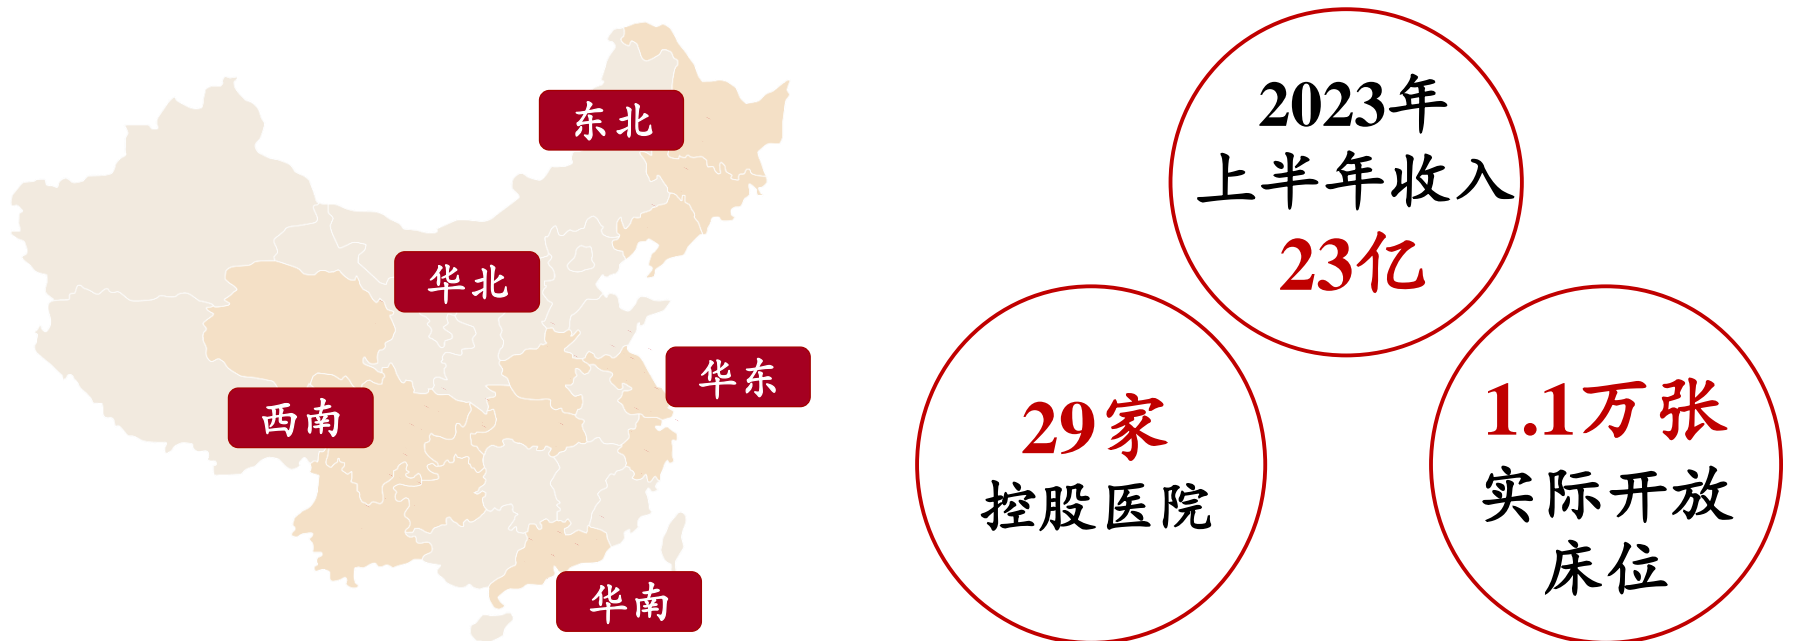 东北
华北
华东
西南
华南
2023年
上半年收入
23亿
29家
控股医院
1.1万张
实际开放
床位